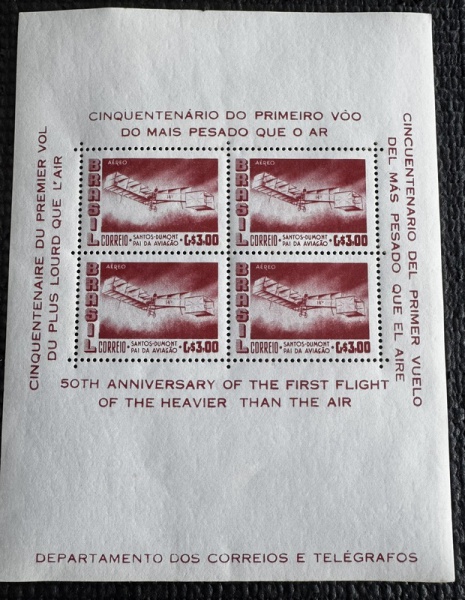 CINQUENTENÁRIO DO PRIMEIRO VÔO
DO MAIS PESADO QUE O AR
CINQUENTENAIRE DU PREMIER VOL
DU PLUS LOURD QUE L'AIR
AÉREO
BRASIL
CORREIO
SANTOS-DUMONT
PAI DA AVIAÇÃO
Cr$3,00
AÉREO
BRASIL
CORREIO
SANTOS-DUMONT
PAI DA AVIAÇÃO
Cr$3,00
AÉREO
BRASIL
CORREIO
SANTOS-DUMONT
PAI DA AVIAÇÃO
Cr$3,00
AÉREO
BRASIL
CORREIO
SANTOS-DUMONT
PAI DA AVIAÇÃO
Cr$3,00
CINCUENTENARIO DEL PRIMER VUELO
DEL MÁS PESADO QUE EL AIRE
50TH ANNIVERSARY OF THE FIRST FLIGHT
OF THE HEAVIER THAN THE AIR
DEPARTAMENTO DOS CORREIOS E TELÉGRAFOS